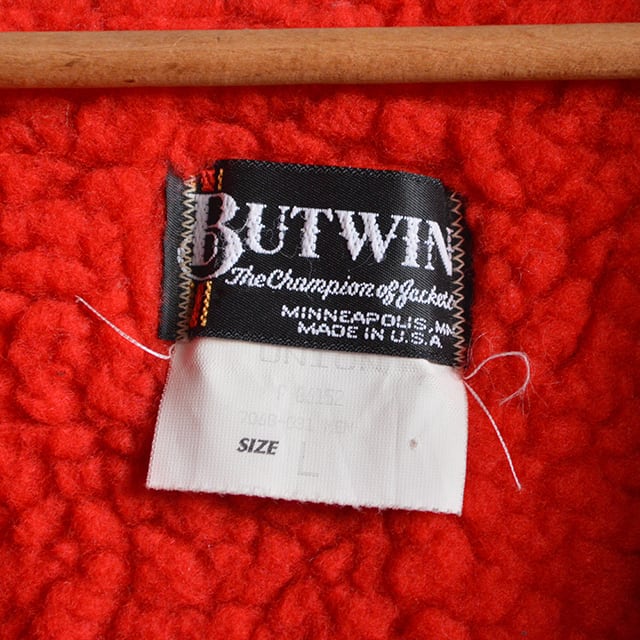 BUTWIN
The Champion of Jackets
MINNEAPOLIS, MN
MADE IN U.S.A
SIZE L